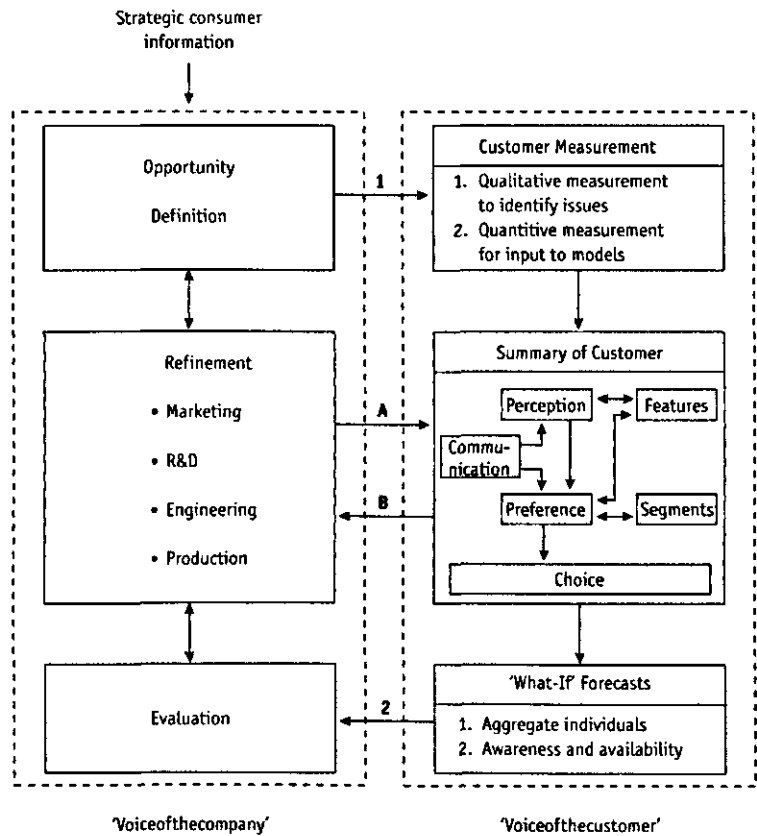 Strategic consumer
information
Opportunity
Definition
1
Customer Measurement
1. Qualitative measurement
to identify issues
2. Quantitive measurement
for input to models
Refinement
• Marketing
• R&D
• Engineering
• Production
A
B
Summary of Customer
Perception
Features
Commu-
nication
Preference
Segments
Choice
Evaluation
2
'What-If' Forecasts
1. Aggregate individuals
2. Awareness and availability
'Voiceofthecompany'
'Voiceofthecustomer'